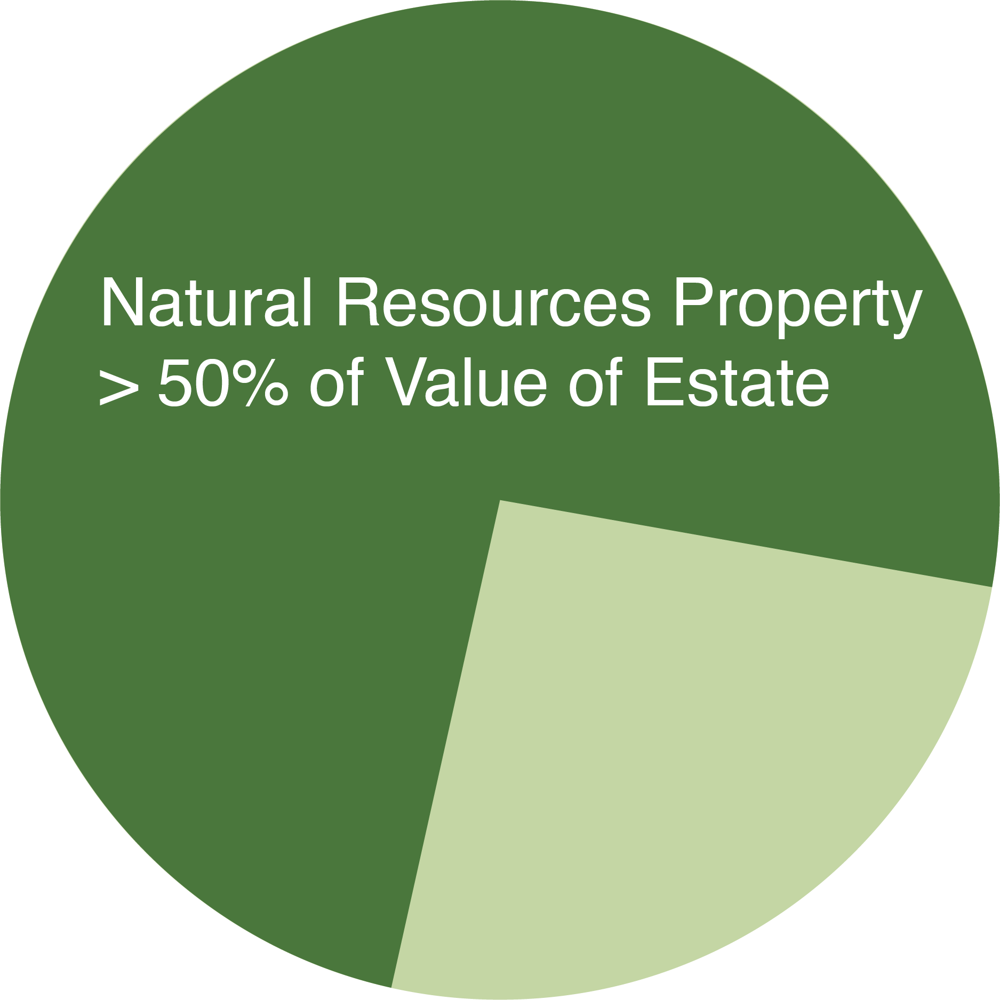 Natural Resources Property
> 50% of Value of Estate